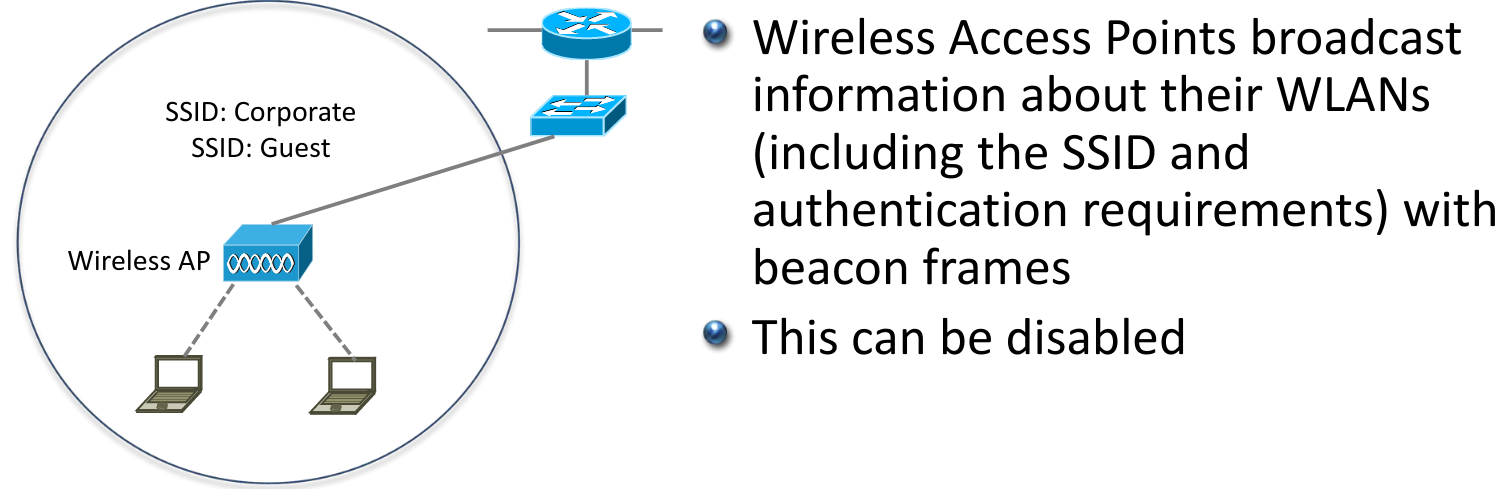 SSID: Corporate
SSID: Guest
Wireless AP
Wireless Access Points broadcast
information about their WLANs
(including the SSID and
authentication requirements) with
beacon frames
This can be disabled